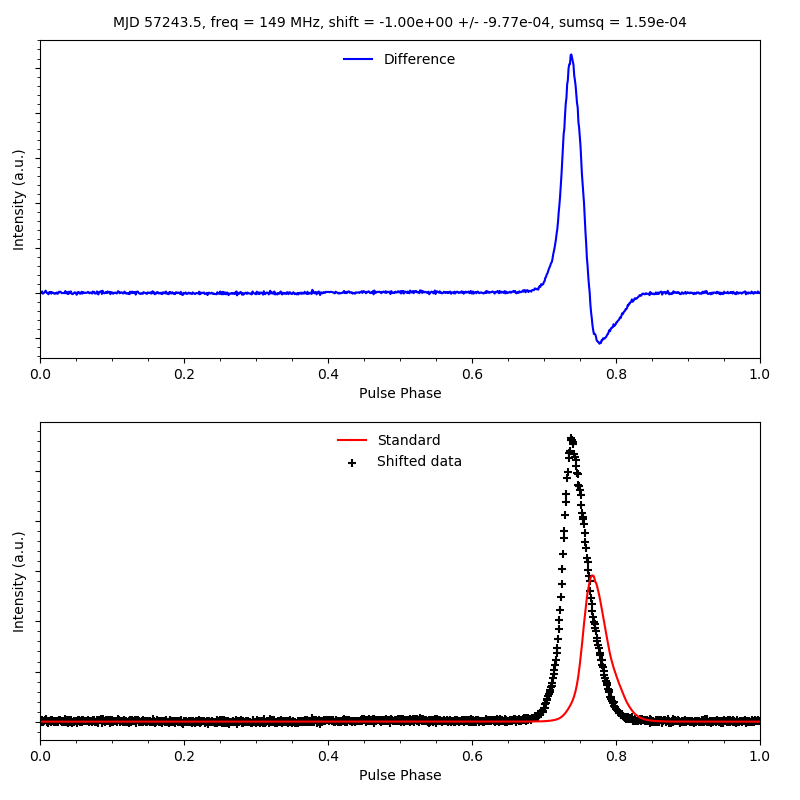 MJD 57243.5, freq = 149 MHz, shift = -1.00e+00 +/- -9.77e-04, sumsq = 1.59e-04
Difference
Intensity (a.u.)
0.0 0.2 0.4 0.6 0.8 1.0
Pulse Phase
Standard
Shifted data
Intensity (a.u.)
0.0 0.2 0.4 0.6 0.8 1.0
Pulse Phase